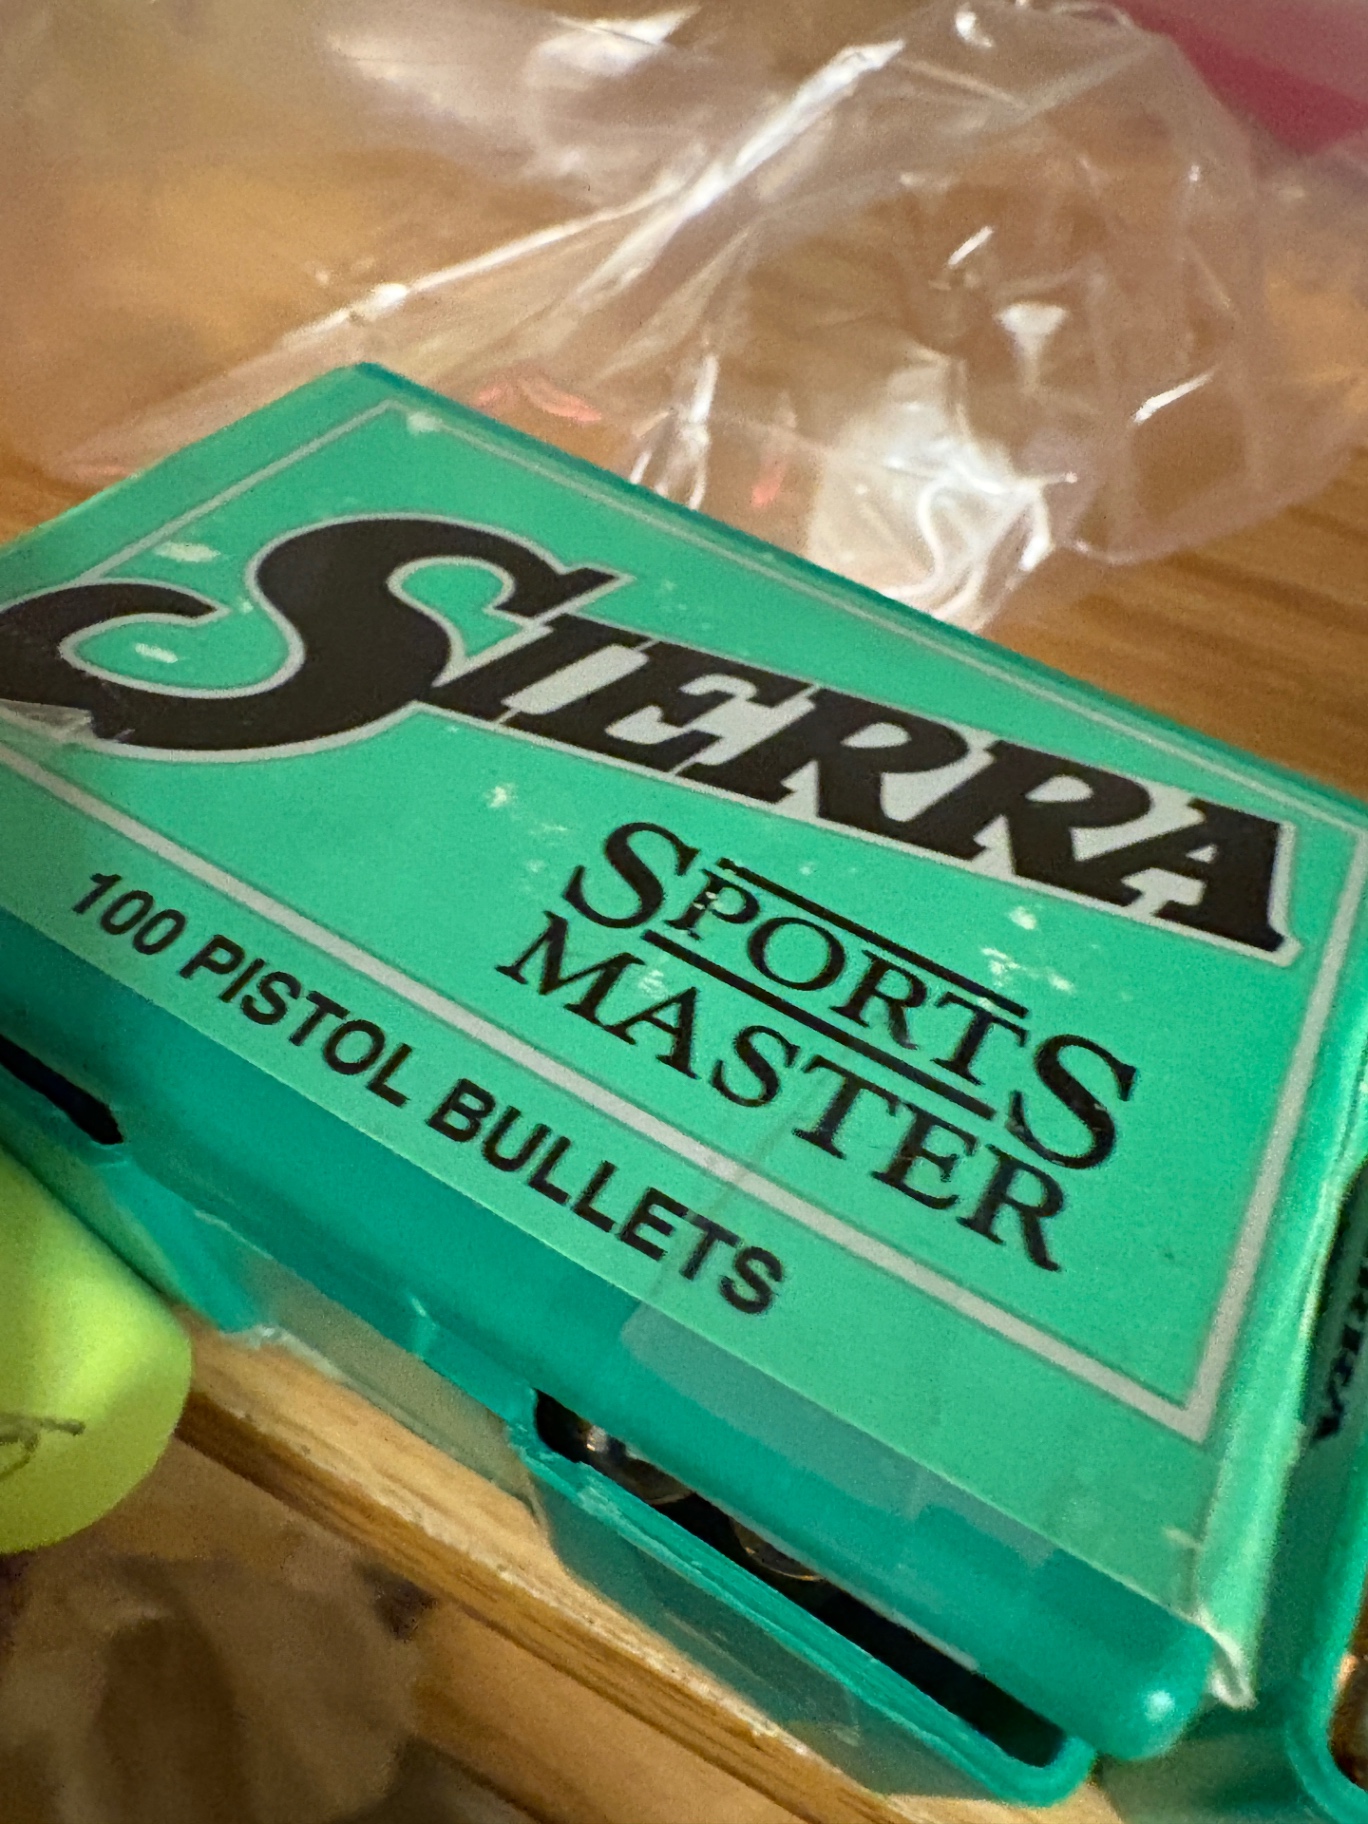 SIERRA
SPORTS
MASTER
100 PISTOL BULLETS